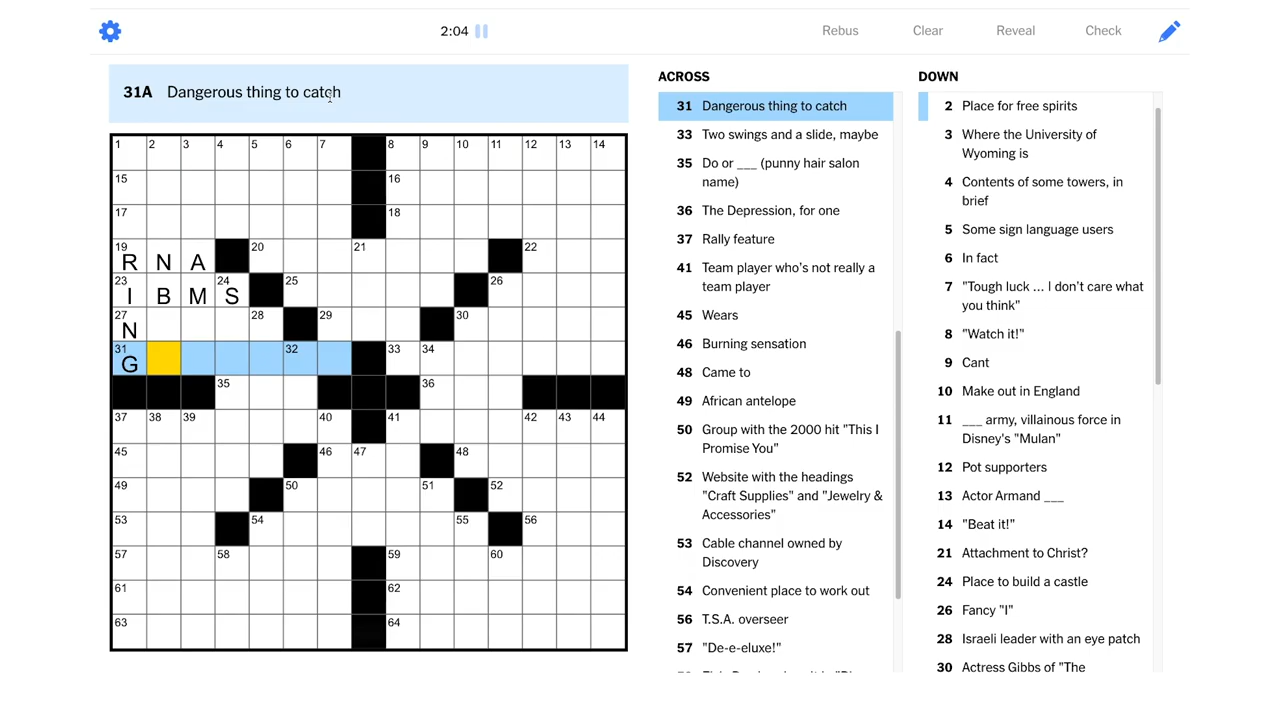 2:04
Rebus
Clear
Reveal
Check
31A Dangerous thing to catch
1 2 3 4 5 6 7 8 9 10 11 12 13 14
15 16
17 18
19 20 21 22
R N A
23 24 25 26
I B M S
27 28 29 30
N
31 32 33 34
G
35 36
37 38 39 40 41 42 43 44
45 46 47 48
49 50 51 52
53 54 55 56
57 58 59 60
61 62
63 64
ACROSS
31 Dangerous thing to catch
33 Two swings and a slide, maybe
35 Do or ___ (punny hair salon
name)
36 The Depression, for one
37 Rally feature
41 Team player who's not really a
team player
45 Wears
46 Burning sensation
48 Came to
49 African antelope
50 Group with the 2000 hit "This I
Promise You"
52 Website with the headings
"Craft Supplies" and "Jewelry &
Accessories"
53 Cable channel owned by
Discovery
54 Convenient place to work out
56 T.S.A. overseer
57 "De-e-eluxe!"
DOWN
2 Place for free spirits
3 Where the University of
Wyoming is
4 Contents of some towers, in
brief
5 Some sign language users
6 In fact
7 "Tough luck ... I don't care what
you think"
8 "Watch it!"
9 Cant
10 Make out in England
11 ___ army, villainous force in
Disney's "Mulan"
12 Pot supporters
13 Actor Armand ___
14 "Beat it!"
21 Attachment to Christ?
24 Place to build a castle
26 Fancy "I"
28 Israeli leader with an eye patch
30 Actress Gibbs of "The